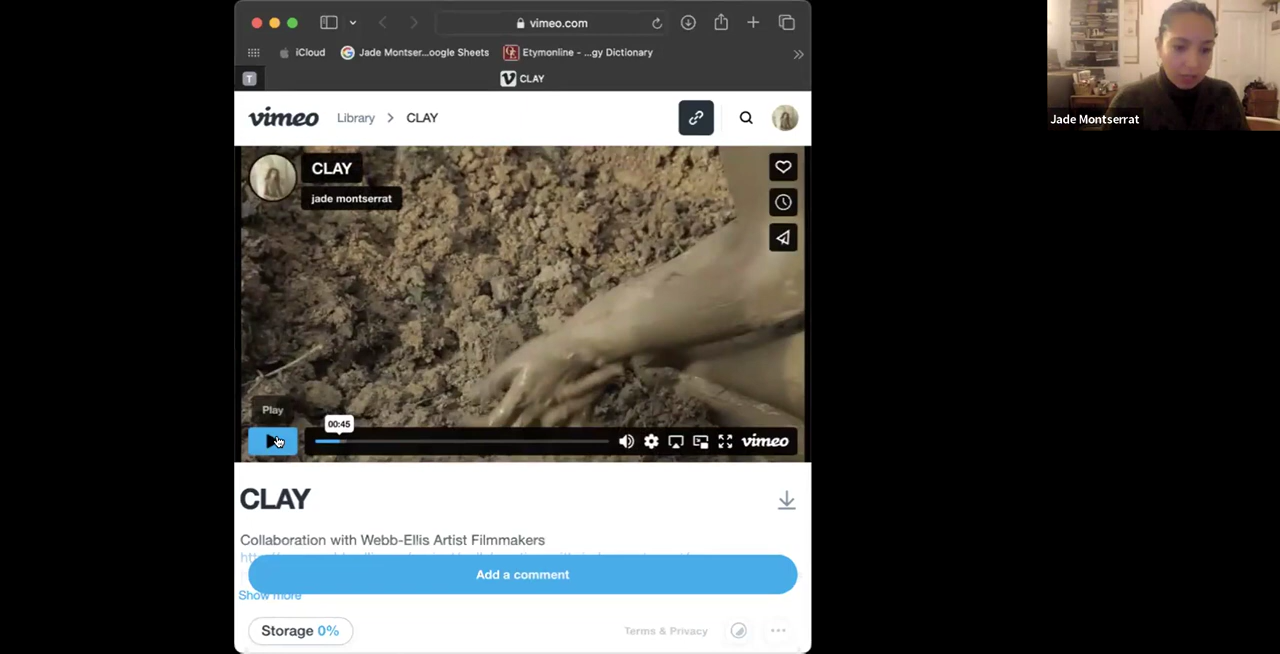 vimeo.com
iCloud
Jade Montser...oogle Sheets
Etymonline - ...gy Dictionary
T
CLAY
vimeo
Library > CLAY
CLAY
jade montserrat
Play
00:45
vimeo
CLAY
Collaboration with Webb-Ellis Artist Filmmakers
Add a comment
Show more
Storage 0%
Terms & Privacy
Jade Montserrat